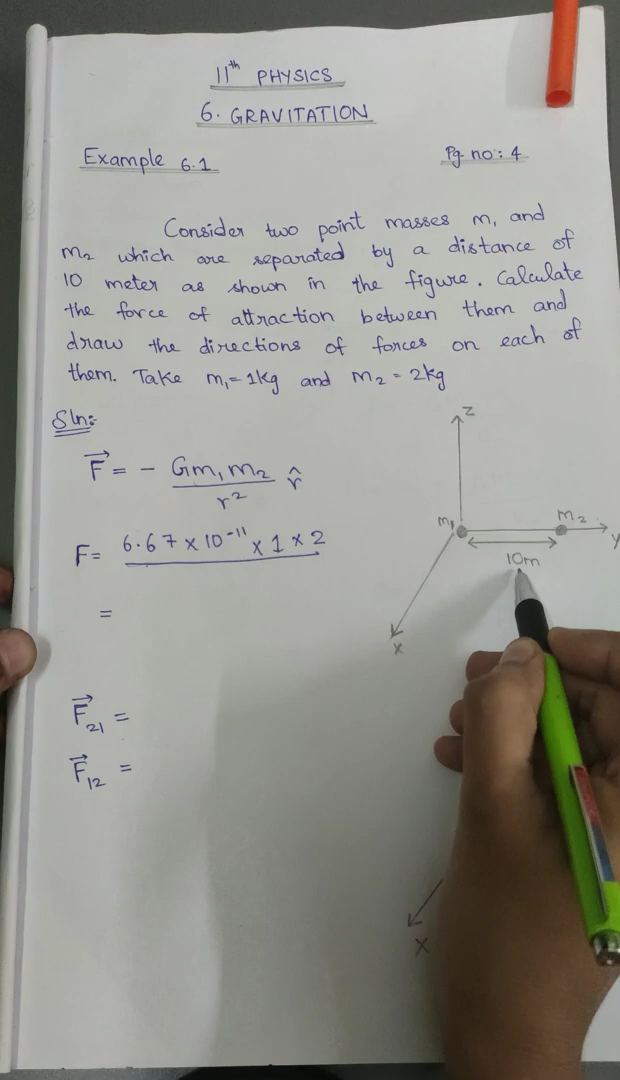 11th PHYSICS
6. GRAVITATION
Example 6.1
Pg no: 4
Consider two point masses m₁ and
m₂ which are separated by a distance of
10 meter as shown in the figure. Calculate
the force of attraction between them and
draw the directions of forces on each of
them. Take m₁ = 1kg and m₂ = 2kg
Sln:
F⃗ = - Gm₁m₂ / r² r̂
F = 6.67 × 10⁻¹¹ × 1 × 2
=
F⃗₂₁ =
F⃗₁₂ =
z
m₁
m₂
y
10m
x
x